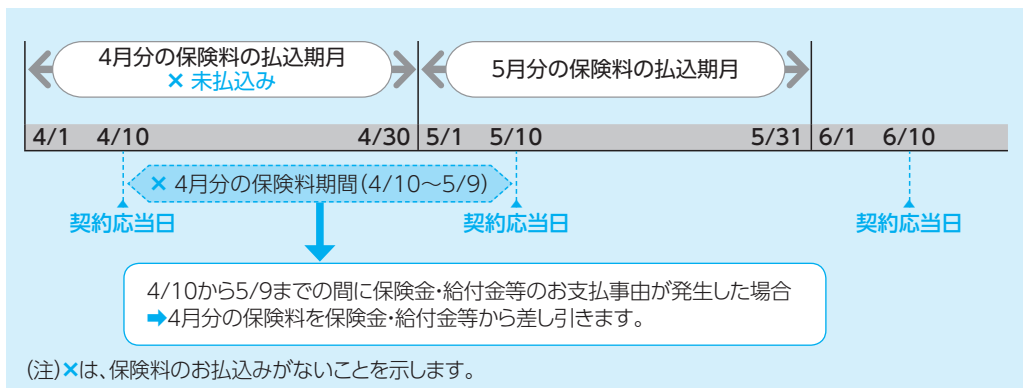 4月分の保険料の払込期月
× 未払込み
5月分の保険料の払込期月
4/1 4/10 4/30 5/1 5/10 5/31 6/1 6/10
× 4月分の保険料期間(4/10~5/9)
契約応当日 契約応当日 契約応当日
4/10から5/9までの間に保険金・給付金等のお支払事由が発生した場合
➡4月分の保険料を保険金・給付金等から差し引きます。
(注)×は、保険料のお払込みがないことを示します。